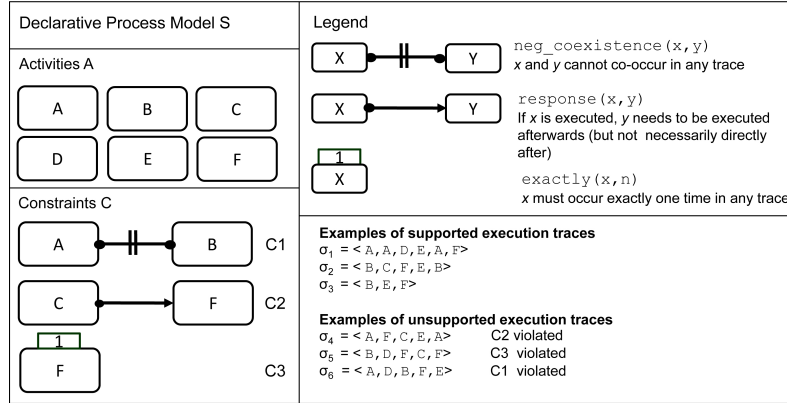 Declarative Process Model S
Activities A
A B C
D E F
Constraints C
A B C1
C F C2
1
F C3
Legend
X Y neg_coexistence(x,y)
x and y cannot co-occur in any trace
X Y response(x,y)
If x is executed, y needs to be executed
afterwards (but not necessarily directly
after)
1
X exactly(x,n)
x must occur exactly one time in any trace
Examples of supported execution traces
σ1 = < A,A,D,E,A,F>
σ2 = < B,C,F,E,B>
σ3 = < B,E,F>
Examples of unsupported execution traces
σ4 = < A,F,C,E,A> C2 violated
σ5 = < B,D,F,C,F> C3 violated
σ6 = < A,D,B,F,E> C1 violated